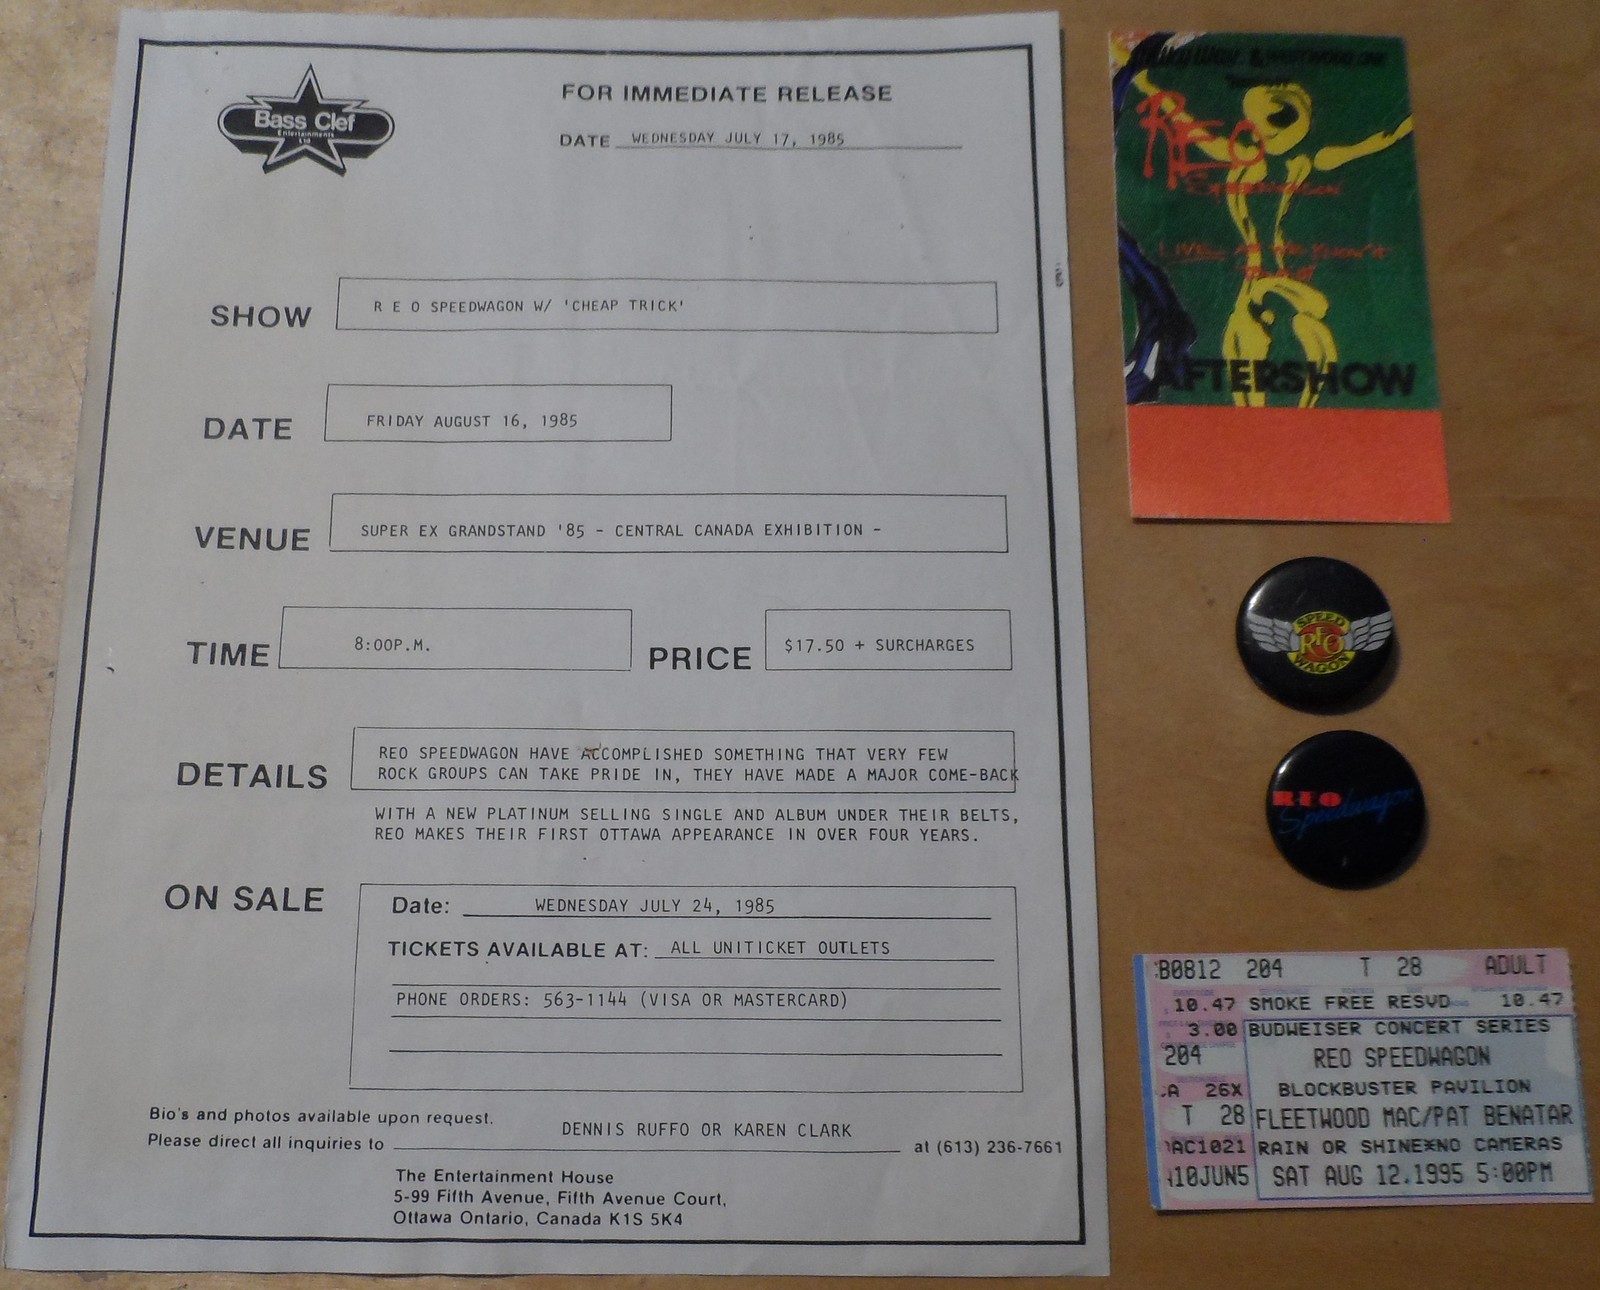 Bass Clef
Entertainments
Ltd
FOR IMMEDIATE RELEASE
DATE WEDNESDAY JULY 17, 1985
SHOW R E O SPEEDWAGON W/ 'CHEAP TRICK'
DATE FRIDAY AUGUST 16, 1985
VENUE SUPER EX GRANDSTAND '85 - CENTRAL CANADA EXHIBITION -
TIME 8:00P.M. PRICE $17.50 + SURCHARGES
DETAILS REO SPEEDWAGON HAVE ACCOMPLISHED SOMETHING THAT VERY FEW
ROCK GROUPS CAN TAKE PRIDE IN, THEY HAVE MADE A MAJOR COME-BACK
WITH A NEW PLATINUM SELLING SINGLE AND ALBUM UNDER THEIR BELTS,
REO MAKES THEIR FIRST OTTAWA APPEARANCE IN OVER FOUR YEARS.
ON SALE Date: WEDNESDAY JULY 24, 1985
TICKETS AVAILABLE AT: ALL UNITICKET OUTLETS
PHONE ORDERS: 563-1144 (VISA OR MASTERCARD)
Bio's and photos available upon request.
Please direct all inquiries to DENNIS RUFFO OR KAREN CLARK at (613) 236-7661
The Entertainment House
5-99 Fifth Avenue, Fifth Avenue Court,
Ottawa Ontario, Canada K1S 5K4
& WESTWOOD ONE
REO
SPEEDWAGON
LIVE
AFTERSHOW
SPEED
REO
WAGON
REO
Speedwagon
B0812 204 T 28 ADULT
10.47 SMOKE FREE RESVD 10.47
3.00 BUDWEISER CONCERT SERIES
204 REO SPEEDWAGON
A 26X BLOCKBUSTER PAVILION
T 28 FLEETWOOD MAC/PAT BENATAR
AC1021 RAIN OR SHINE*NO CAMERAS
10JUN5 SAT AUG 12,1995 5:00PM